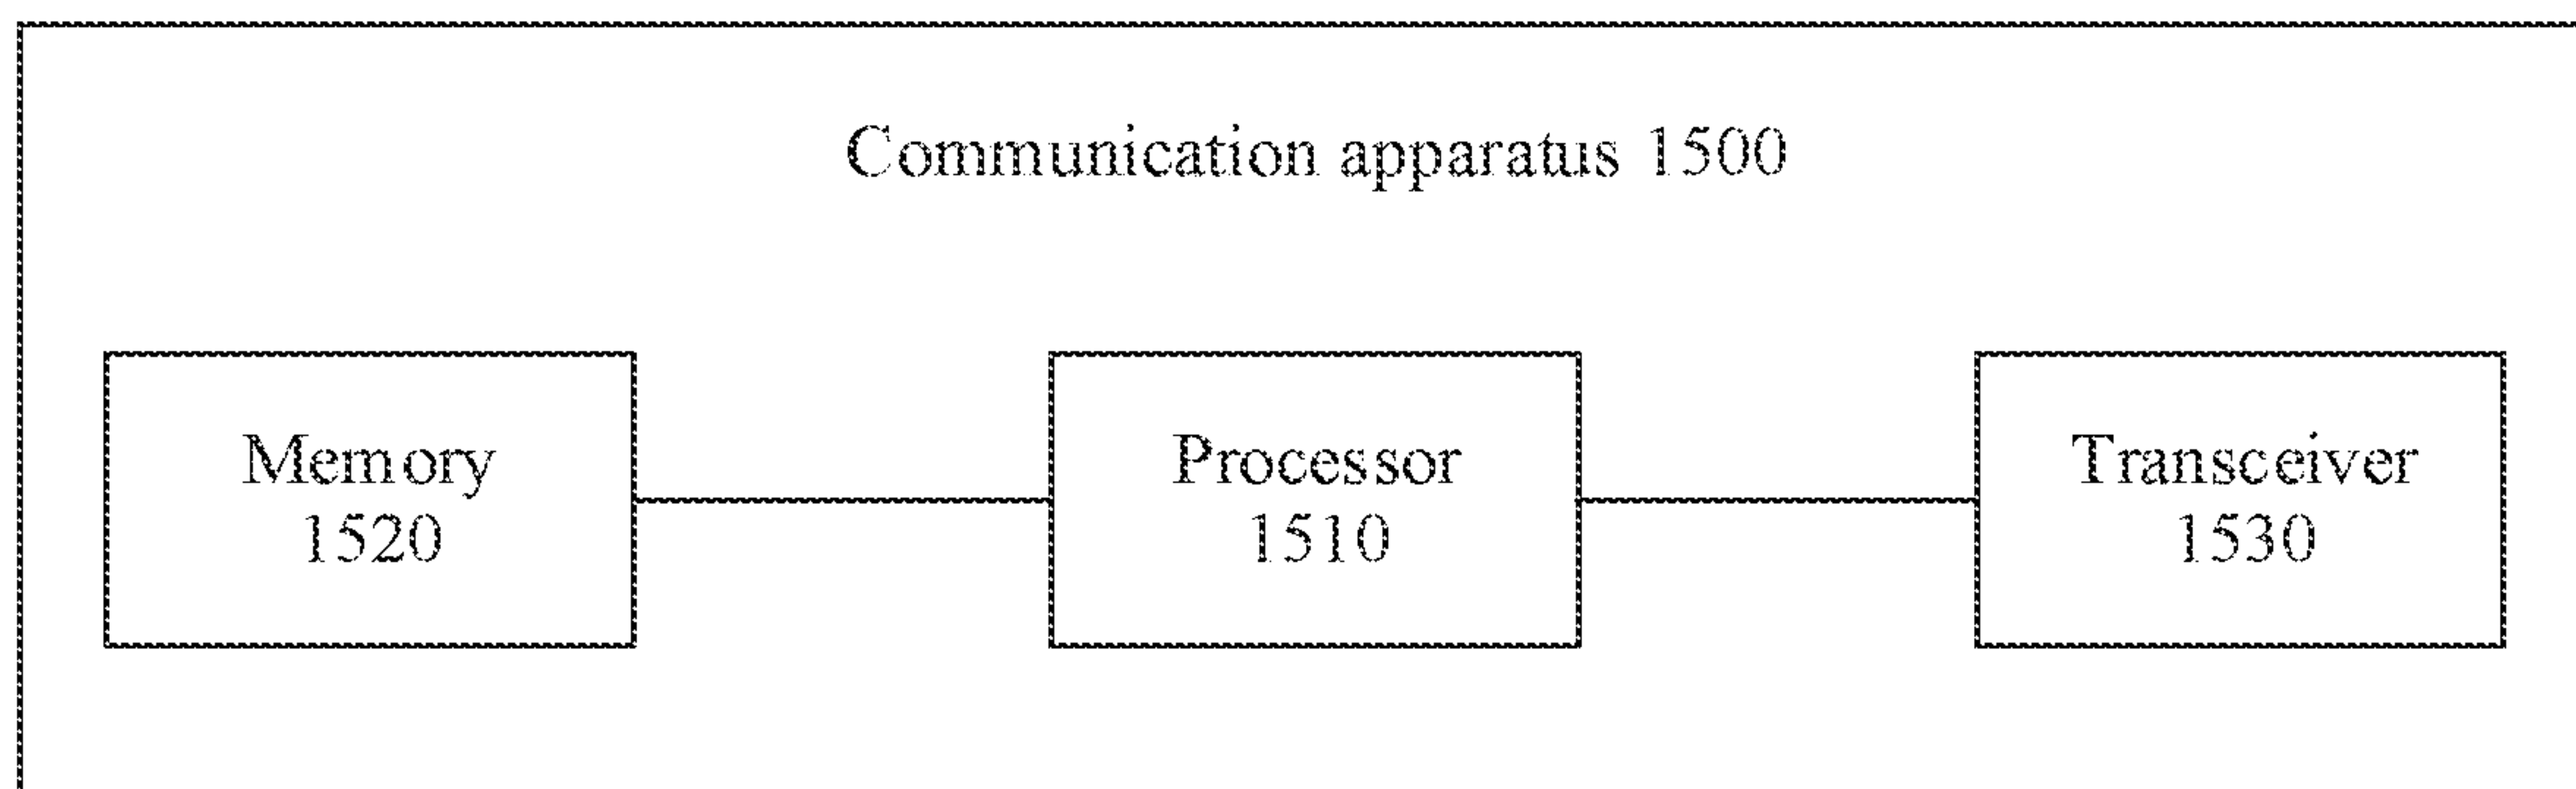 Communication apparatus 1500
Memory
1520
Processor
1510
Transceiver
1530